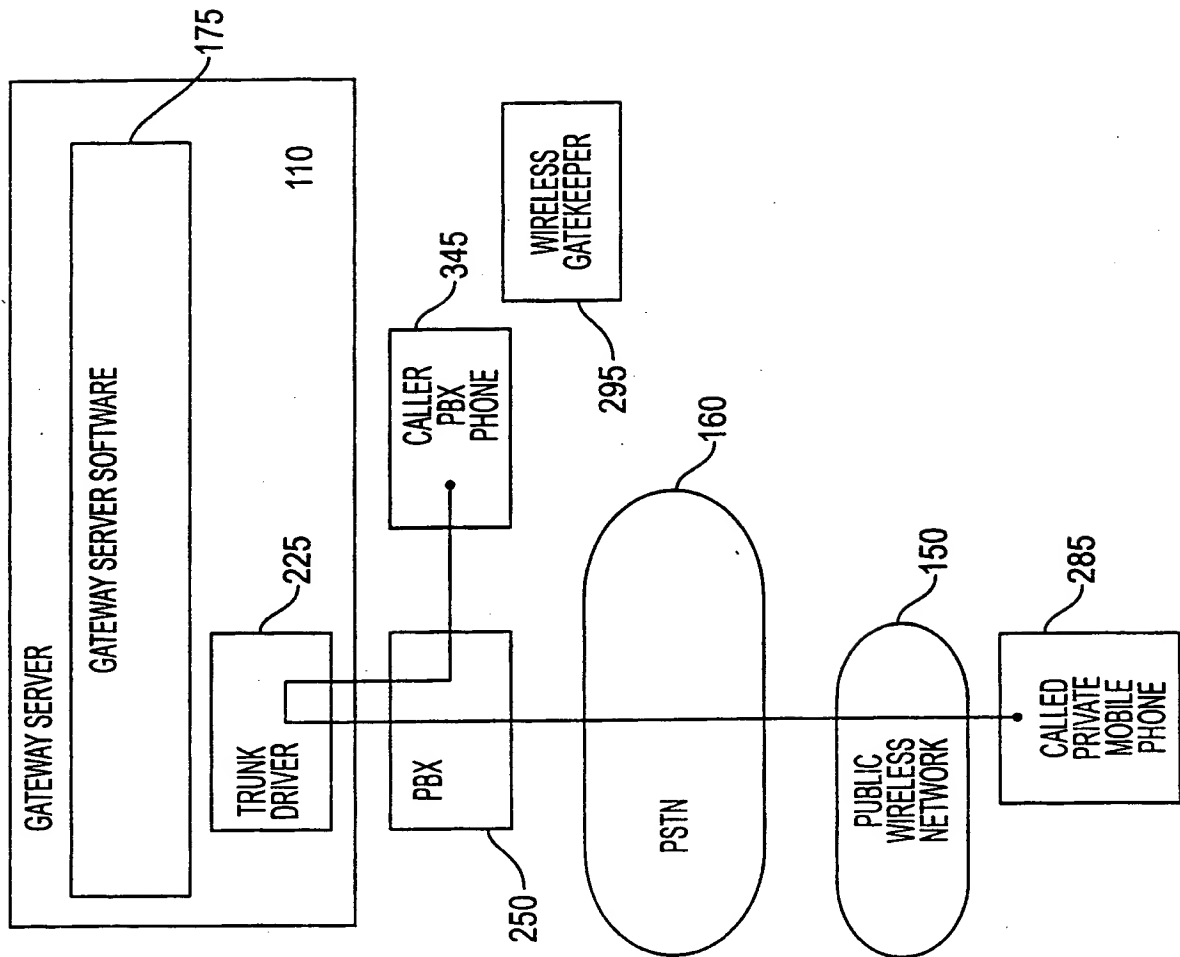 GATEWAY SERVER
GATEWAY SERVER SOFTWARE
175
110
TRUNK
DRIVER
225
PBX
250
CALLER
PBX
PHONE
345
WIRELESS
GATEKEEPER
295
PSTN
160
PUBLIC
WIRELESS
NETWORK
150
CALLED
PRIVATE
MOBILE
PHONE
285